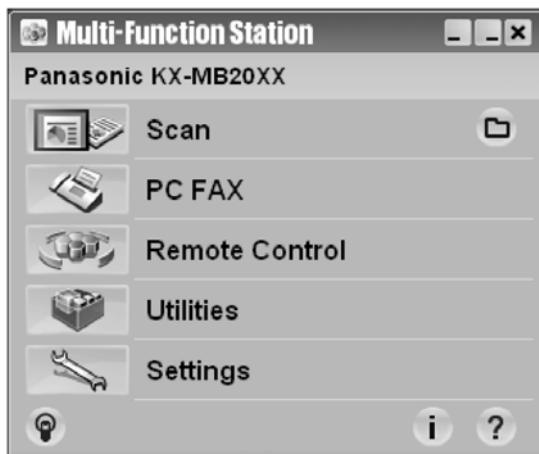 Multi-Function Station
Panasonic KX-MB20XX
Scan
PC FAX
Remote Control
Utilities
Settings
i ?